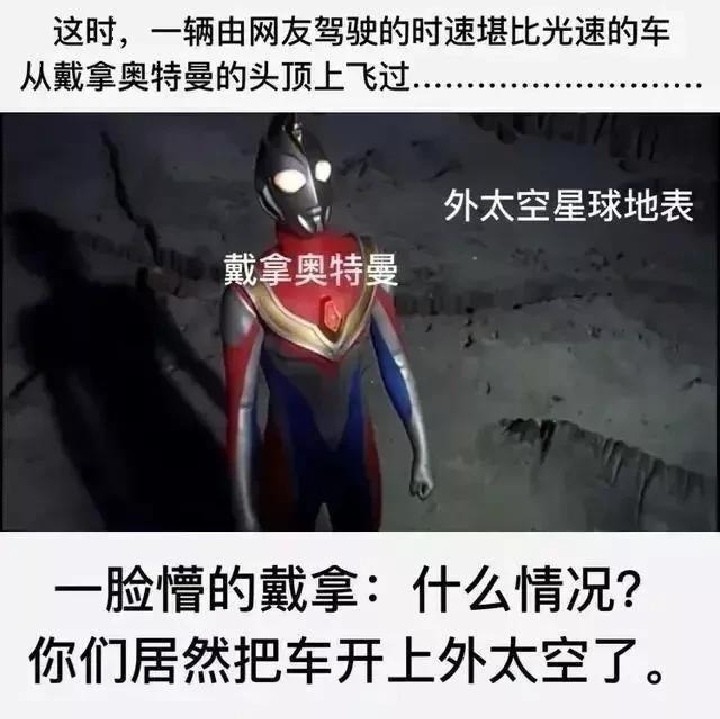 这时，一辆由网友驾驶的时速堪比光速的车
从戴拿奥特曼的头顶上飞过...........................
外太空星球地表
戴拿奥特曼
一脸懵的戴拿：什么情况？
你们居然把车开上外太空了。